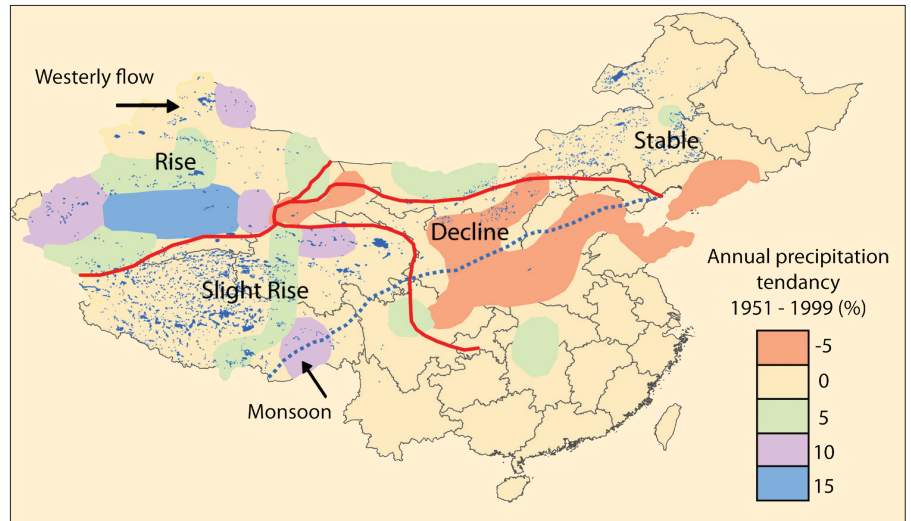 Westerly flow
Rise
Stable
Decline
Slight Rise
Monsoon
Annual precipitation
tendancy
1951 - 1999 (%)
-5
0
5
10
15